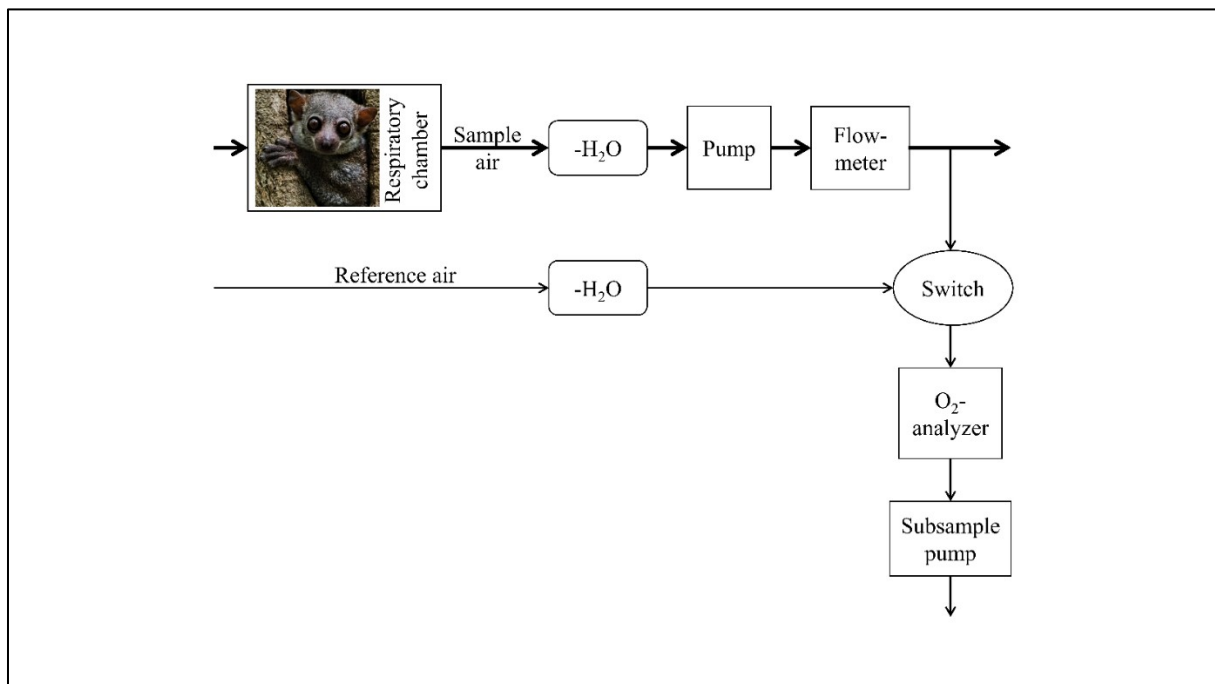 Respiratory
chamber
Sample
air
-H₂O
Pump
Flow-
meter
Reference air
-H₂O
Switch
O₂-
analyzer
Subsample
pump